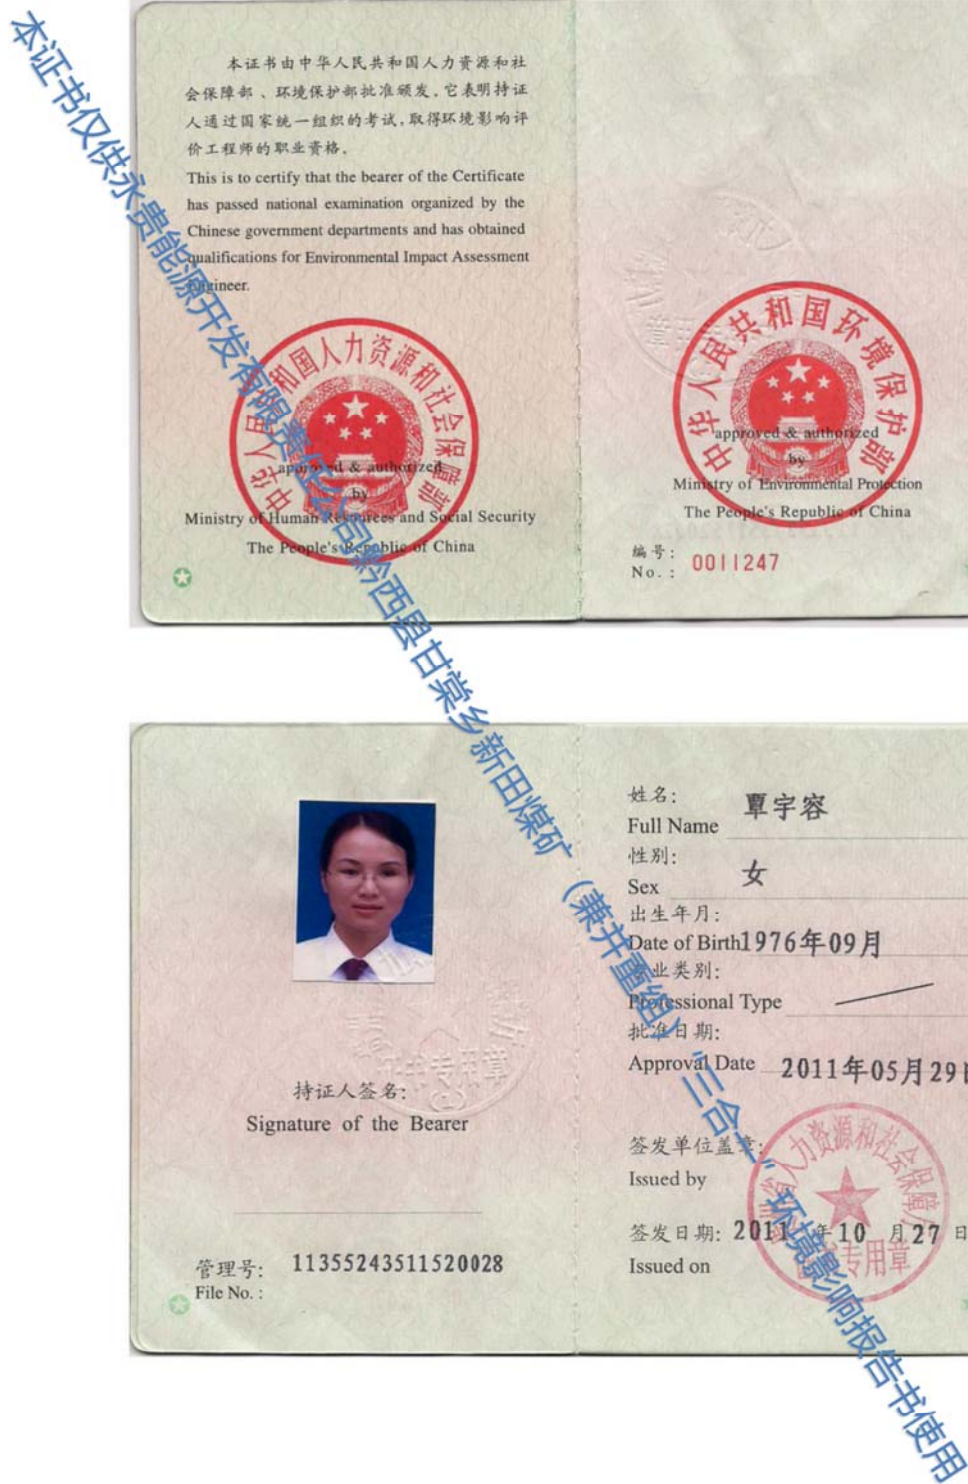 本证书由中华人民共和国人力资源和社
会保障部、环境保护部批准颁发,它表明持证
人通过国家统一组织的考试,取得环境影响评
价工程师的职业资格。
This is to certify that the bearer of the Certificate
has passed national examination organized by the
Chinese government departments and has obtained
qualifications for Environmental Impact Assessment
Engineer.
中华人民共和国人力资源和社会保障部
approved & authorized
by
Ministry of Human Resources and Social Security
The People's Republic of China
中华人民共和国环境保护部
approved & authorized
by
Ministry of Environmental Protection
The People's Republic of China
编号:
No.: 0011247
本证书仅供永贵能源开发有限责任公司黔西县甘棠乡新田煤矿(兼并重组)“三合一”环境影响报告书使用
持证人签名:
Signature of the Bearer
管理号: 11355243511520028
File No.:
姓名: 覃宇容
Full Name
性别: 女
Sex
出生年月:
Date of Birth 1976年09月
专业类别:
Professional Type
批准日期:
Approval Date 2011年05月29日
签发单位盖章:
Issued by
人力资源和社会保障
专用章
签发日期: 2011年10月27日
Issued on